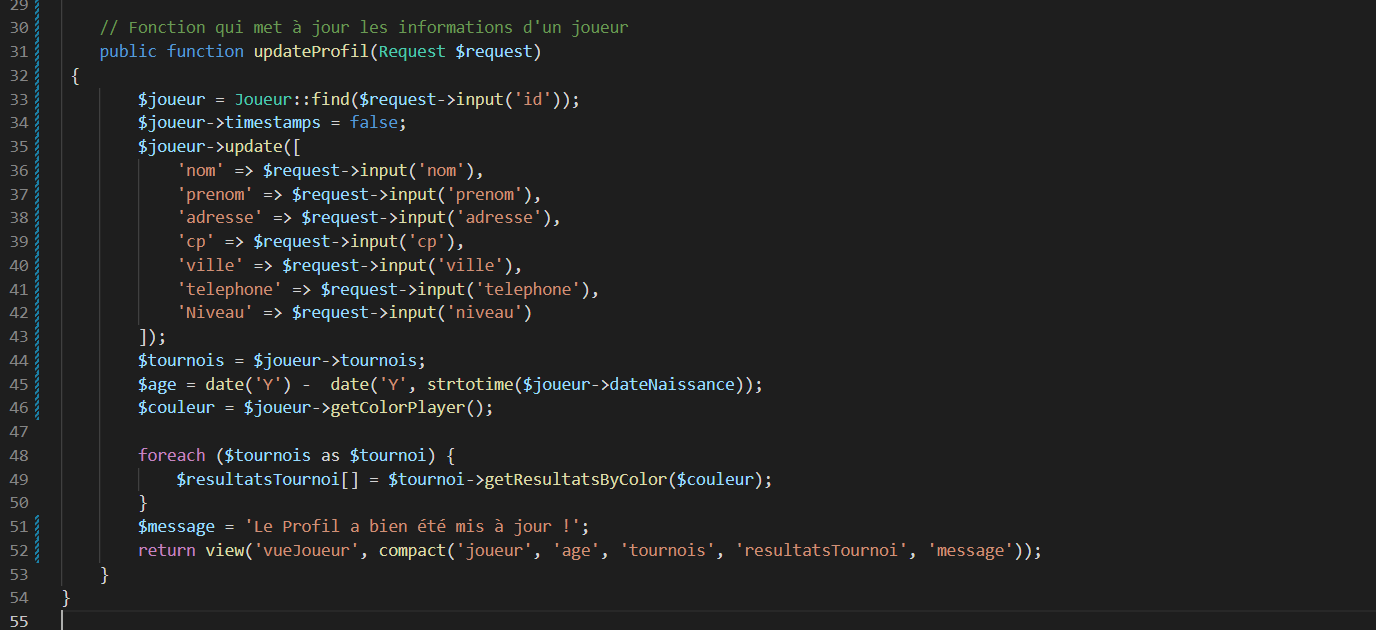 29
30 // Fonction qui met à jour les informations d'un joueur
31 public function updateProfil(Request $request)
32 {
33 $joueur = Joueur::find($request->input('id'));
34 $joueur->timestamps = false;
35 $joueur->update([
36 'nom' => $request->input('nom'),
37 'prenom' => $request->input('prenom'),
38 'adresse' => $request->input('adresse'),
39 'cp' => $request->input('cp'),
40 'ville' => $request->input('ville'),
41 'telephone' => $request->input('telephone'),
42 'Niveau' => $request->input('niveau')
43 ]);
44 $tournois = $joueur->tournois;
45 $age = date('Y') -  date('Y', strtotime($joueur->dateNaissance));
46 $couleur = $joueur->getColorPlayer();
47
48 foreach ($tournois as $tournoi) {
49 $resultatsTournoi[] = $tournoi->getResultatsByColor($couleur);
50 }
51 $message = 'Le Profil a bien été mis à jour !';
52 return view('vueJoueur', compact('joueur', 'age', 'tournois', 'resultatsTournoi', 'message'));
53 }
54 }
55